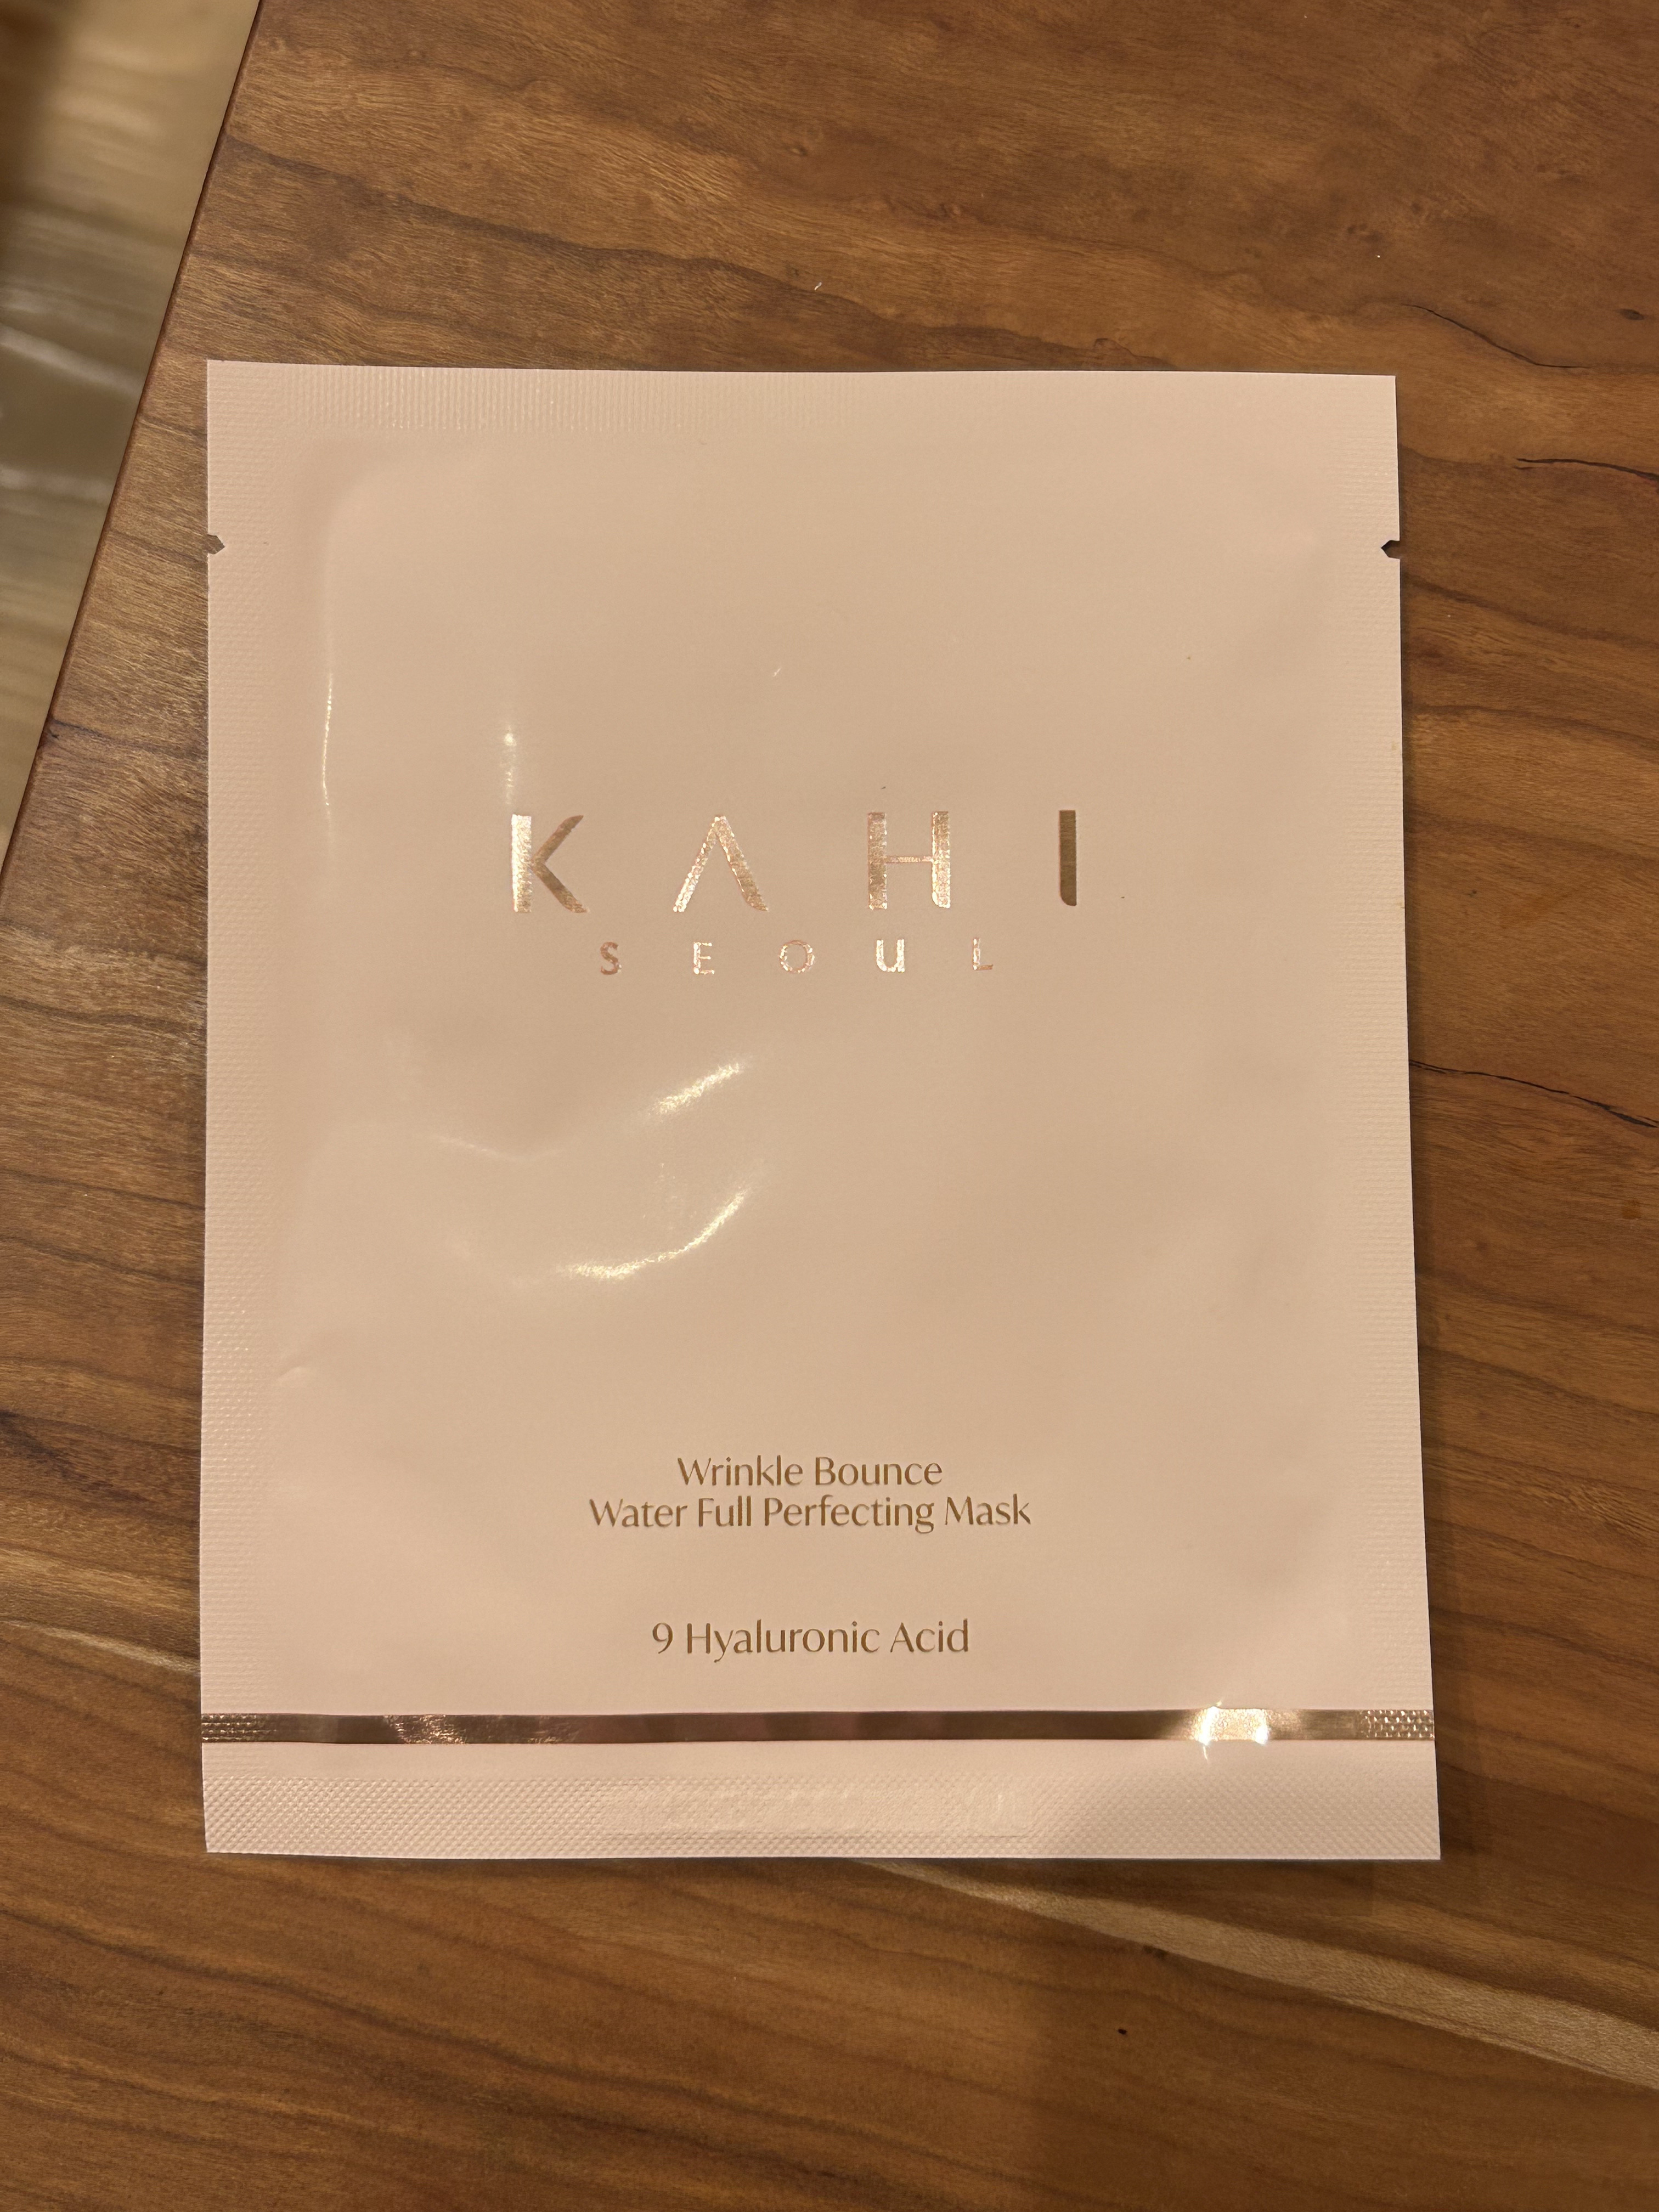 KAHI
SEOUL
Wrinkle Bounce
Water Full Perfecting Mask
9 Hyaluronic Acid